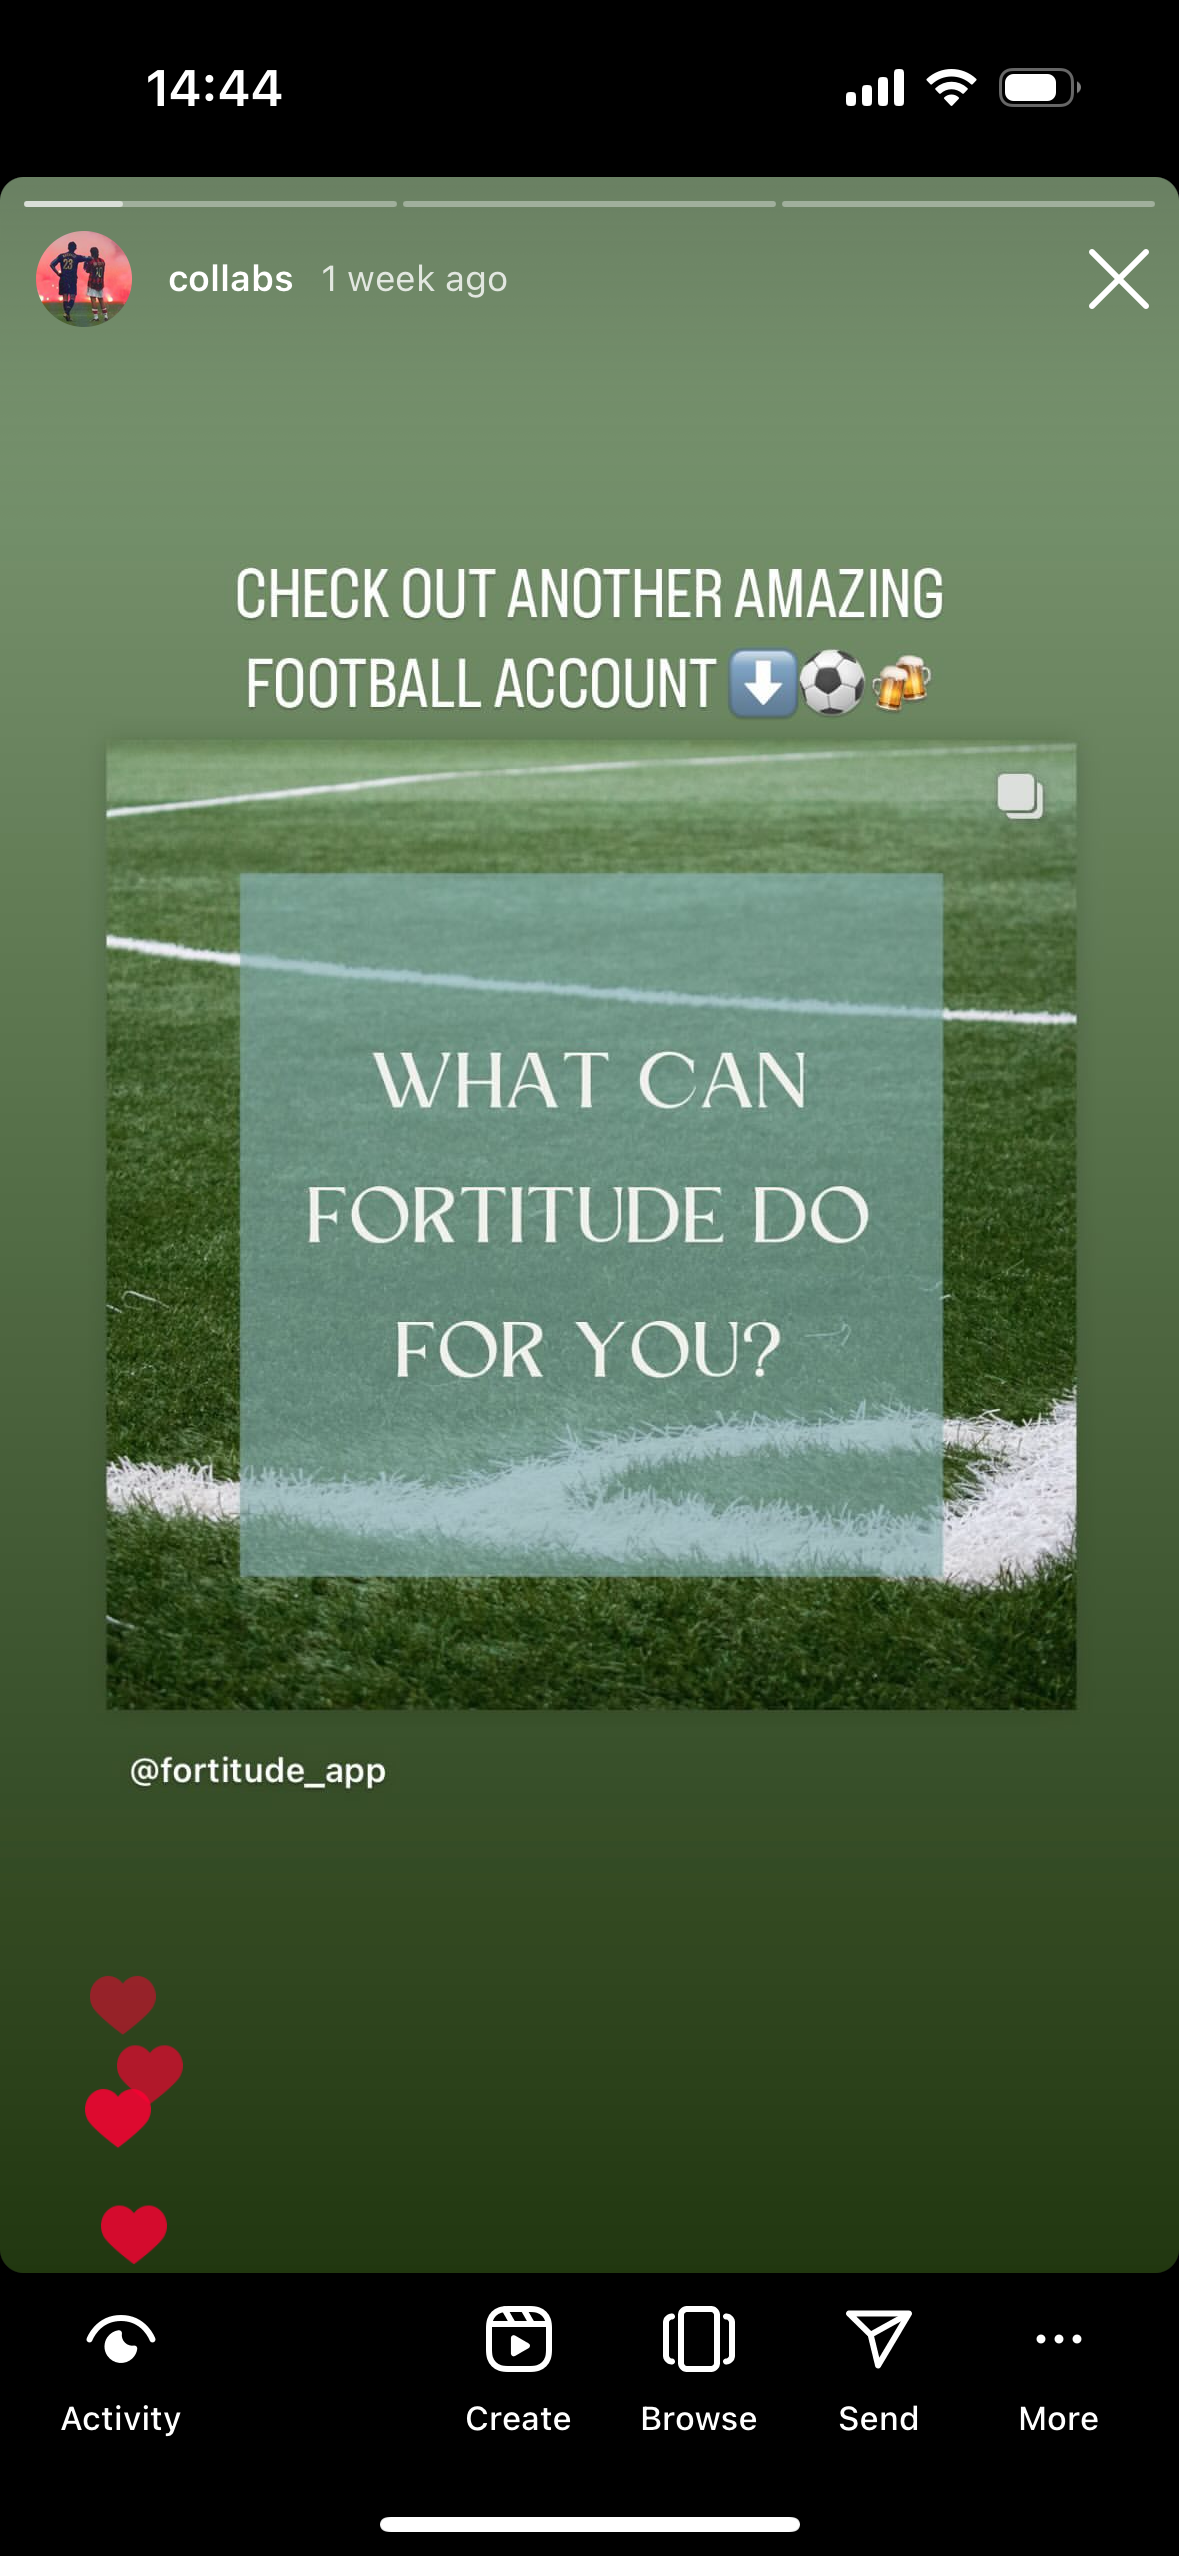 14:44
collabs 1 week ago
CHECK OUT ANOTHER AMAZING
FOOTBALL ACCOUNT ⬇️⚽🍻
WHAT CAN
FORTITUDE DO
FOR YOU?
@fortitude_app
Activity
Create
Browse
Send
More